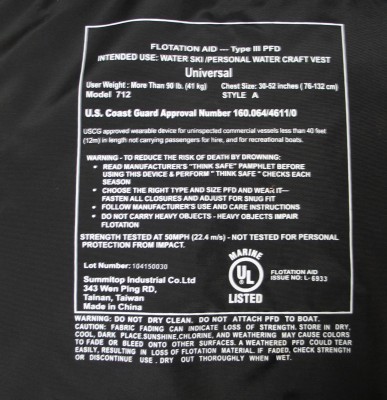 FLOTATION AID — Type III PFD
INTENDED USE: WATER SKI /PERSONAL WATER CRAFT VEST
Universal
User Weight : More Than 90 lb. (41 kg) Chest Size: 30-52 inches ( 76-132 cm)
Model 712 STYLE A
U.S. Coast Guard Approval Number 160.064/4611/0
USCG approved wearable device for uninspected commercial vessels less than 40 feet
(12m) in length not carrying passengers for hire, and for recreational boats.
WARNING - TO REDUCE THE RISK OF DEATH BY DROWNING:
• READ MANUFACTURER'S "THINK SAFE" PAMPHLET BEFORE
USING THIS DEVICE & PERFORM " THINK SAFE " CHECKS EACH
SEASON
• CHOOSE THE RIGHT TYPE AND SIZE PFD AND WEAR IT—
FASTEN ALL CLOSURES AND ADJUST FOR SNUG FIT
• FOLLOW MANUFACTURER'S USE AND CARE INSTRUCTIONS
• DO NOT CARRY HEAVY OBJECTS - HEAVY OBJECTS IMPAIR
FLOTATION
STRENGTH TESTED AT 50MPH (22.4 m/s) - NOT TESTED FOR PERSONAL
PROTECTION FROM IMPACT.
Lot Number: 104150030
Summitop Industrial Co.Ltd
343 Wen Ping RD,
Tainan, Taiwan
Made in China
MARINE
UL
LISTED
FLOTATION AID
ISSUE NO.: L- 6933
WARNING: DO NOT DRY CLEAN. DO NOT ATTACH PFD TO BOAT.
CAUTION: FABRIC FADING CAN INDICATE LOSS OF STRENGTH. STORE IN DRY,
COOL, DARK PLACE.SUNSHINE,CHLORINE, AND WEATHERING MAY CAUSE COLORS
TO FADE OR BLEED ONTO OTHER SURFACES. A WEATHERED PFD COULD TEAR
EASILY, RESULTING IN LOSS OF FLOTATION MATERIAL. IF FADED, CHECK STRENGTH
OR DISCONTINUE USE . DRY OUT THOROUGHLY WHEN WET.